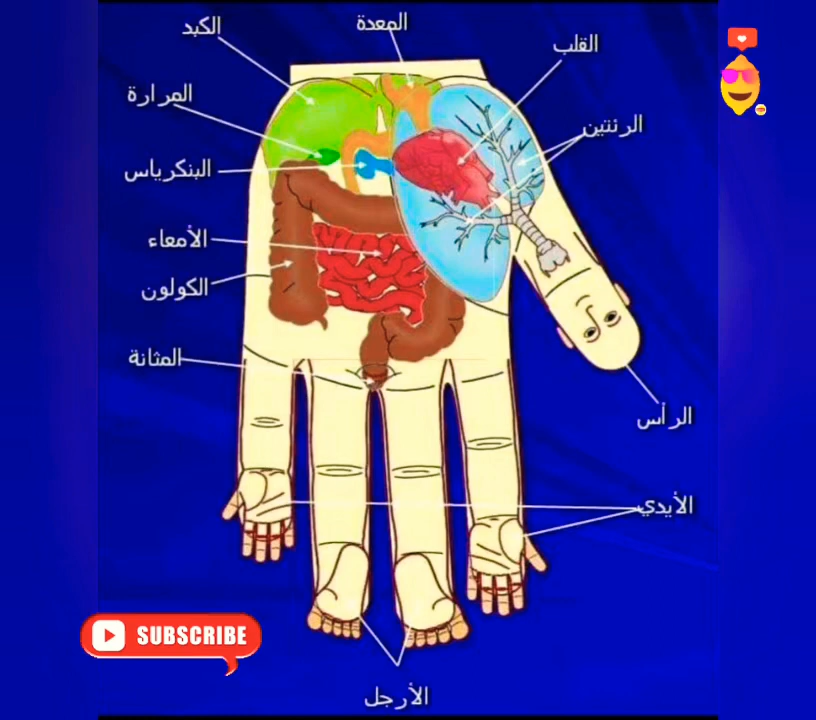 المعدة
الكبد
القلب
المرارة
الرئتين
البنكرياس
الأمعاء
الكولون
المثانة
الرأس
الأيدي
SUBSCRIBE
الأرجل